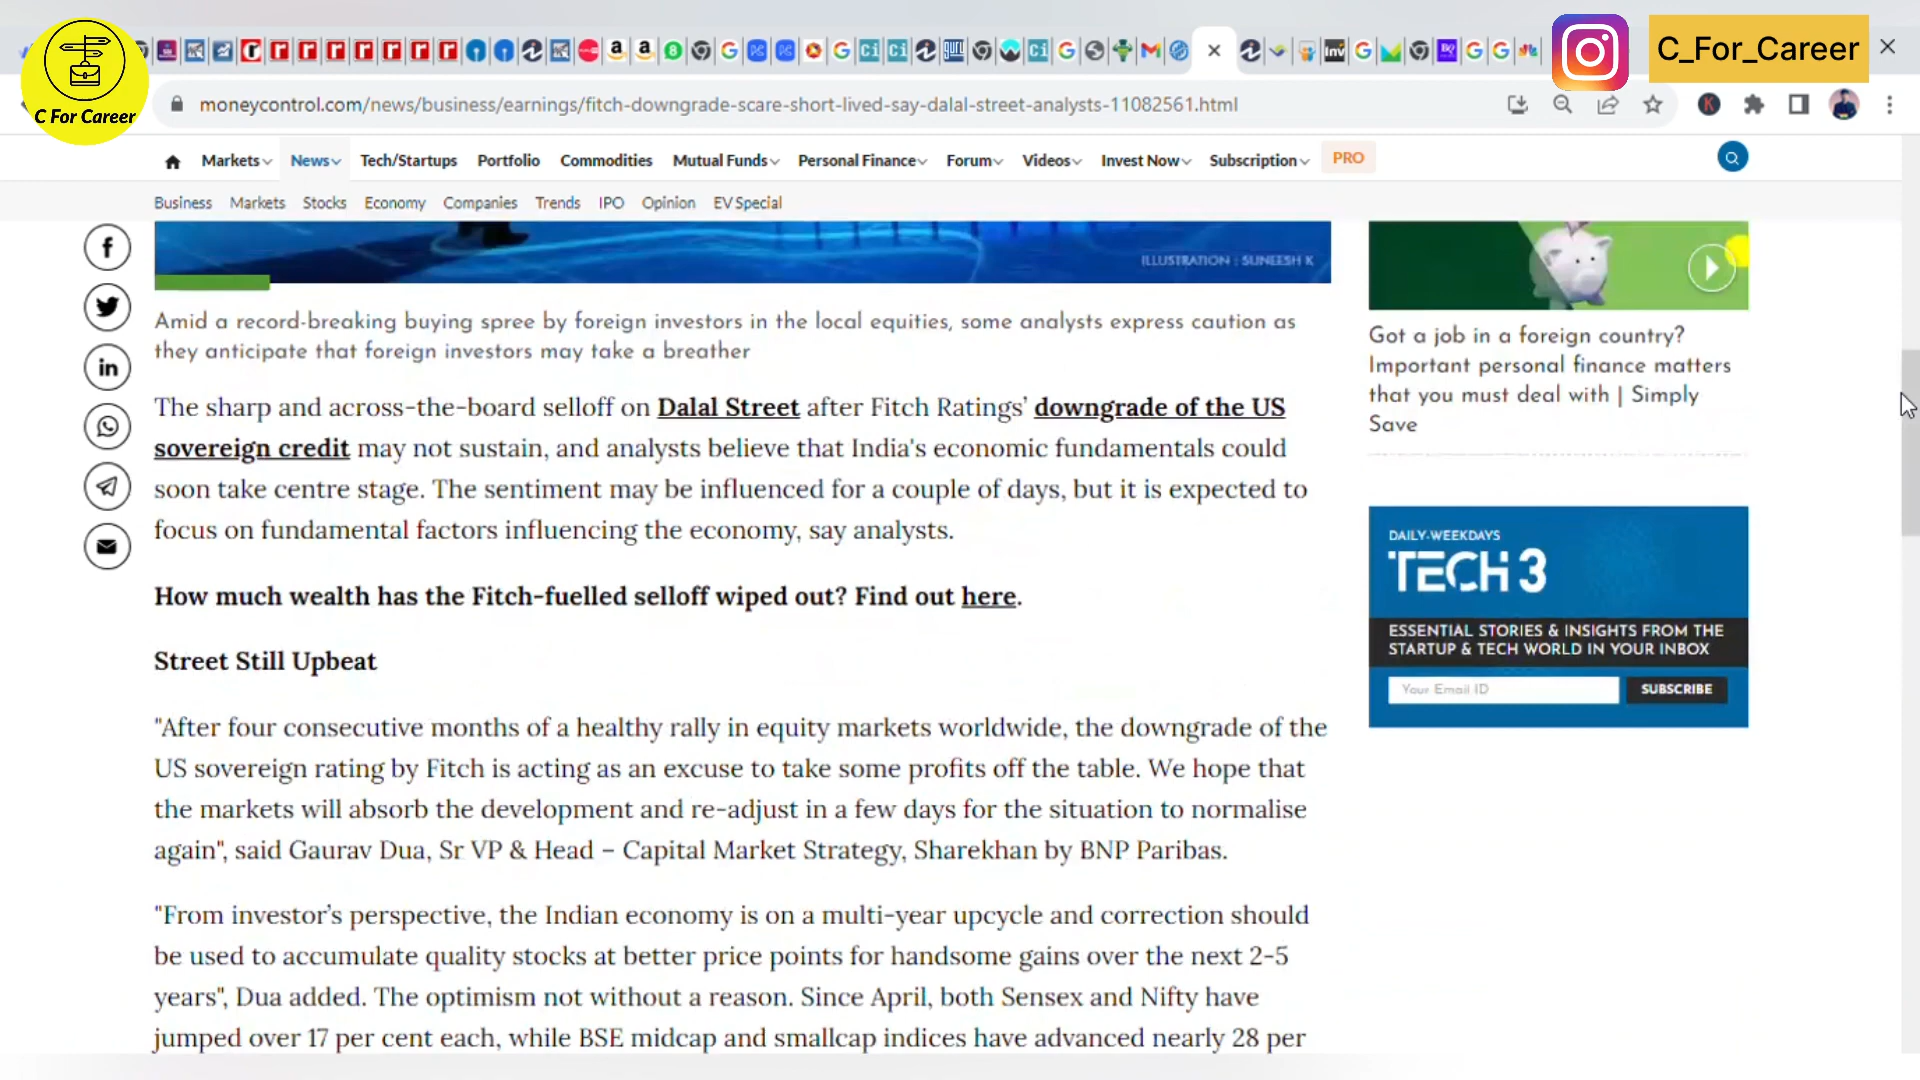 C_For_Career
C For Career
moneycontrol.com/news/business/earnings/fitch-downgrade-scare-short-lived-say-dalal-street-analysts-11082561.html
Markets News Tech/Startups Portfolio Commodities Mutual Funds Personal Finance Forum Videos Invest Now Subscription PRO
Business Markets Stocks Economy Companies Trends IPO Opinion EV Special
ILLUSTRATION : SUNEESH K
Amid a record-breaking buying spree by foreign investors in the local equities, some analysts express caution as
they anticipate that foreign investors may take a breather
The sharp and across-the-board selloff on Dalal Street after Fitch Ratings’ downgrade of the US
sovereign credit may not sustain, and analysts believe that India's economic fundamentals could
soon take centre stage. The sentiment may be influenced for a couple of days, but it is expected to
focus on fundamental factors influencing the economy, say analysts.
How much wealth has the Fitch-fuelled selloff wiped out? Find out here.
Street Still Upbeat
"After four consecutive months of a healthy rally in equity markets worldwide, the downgrade of the
US sovereign rating by Fitch is acting as an excuse to take some profits off the table. We hope that
the markets will absorb the development and re-adjust in a few days for the situation to normalise
again", said Gaurav Dua, Sr VP & Head – Capital Market Strategy, Sharekhan by BNP Paribas.
"From investor’s perspective, the Indian economy is on a multi-year upcycle and correction should
be used to accumulate quality stocks at better price points for handsome gains over the next 2-5
years", Dua added. The optimism not without a reason. Since April, both Sensex and Nifty have
jumped over 17 per cent each, while BSE midcap and smallcap indices have advanced nearly 28 per
Got a job in a foreign country?
Important personal finance matters
that you must deal with | Simply
Save
DAILY-WEEKDAYS
TECH 3
ESSENTIAL STORIES & INSIGHTS FROM THE
STARTUP & TECH WORLD IN YOUR INBOX
Your Email ID
SUBSCRIBE